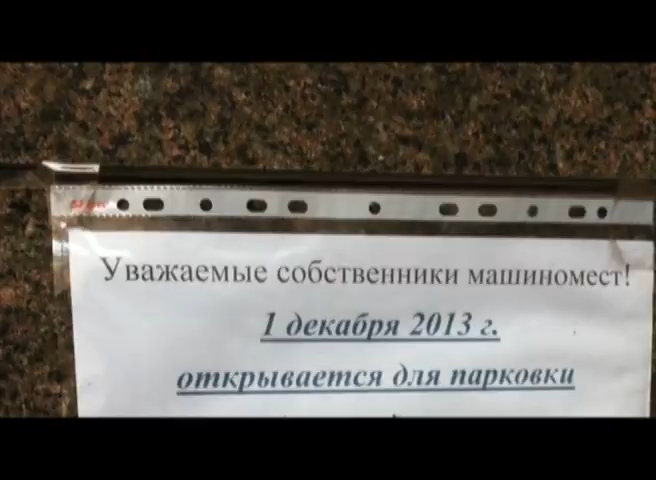 Уважаемые собственники машиномест!
1 декабря 2013 г.
открывается для парковки